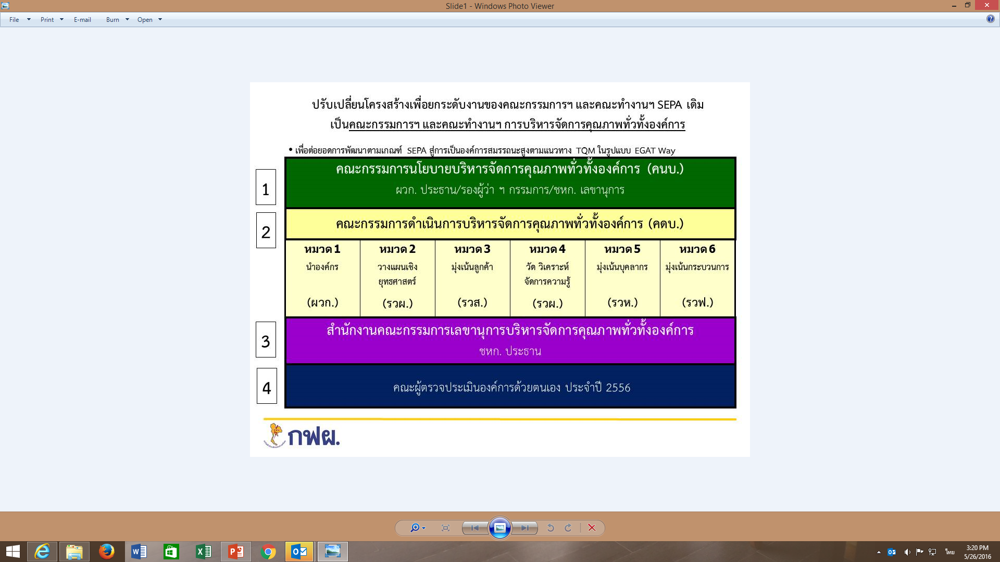 Slide1 - Windows Photo Viewer
File Print E-mail Burn Open
ปรับเปลี่ยนโครงสร้างเพื่อยกระดับงานของคณะกรรมการฯ และคณะทำงานฯ SEPA เดิม
เป็นคณะกรรมการฯ และคณะทำงานฯ การบริหารจัดการคุณภาพทั่วทั้งองค์การ
• เพื่อต่อยอดการพัฒนาตามเกณฑ์ SEPA สู่การเป็นองค์การสมรรถนะสูงตามแนวทาง TQM ในรูปแบบ EGAT Way
1
คณะกรรมการนโยบายบริหารจัดการคุณภาพทั่วทั้งองค์การ (คนบ.)
ผวก. ประธาน/รองผู้ว่า ฯ กรรมการ/ชหก. เลขานุการ
2
คณะกรรมการดำเนินการบริหารจัดการคุณภาพทั่วทั้งองค์การ (คดบ.)
หมวด 1 หมวด 2 หมวด 3 หมวด 4 หมวด 5 หมวด 6
นำองค์กร วางแผนเชิง มุ่งเน้นลูกค้า วัด วิเคราะห์ มุ่งเน้นบุคลากร มุ่งเน้นกระบวนการ
ยุทธศาสตร์ จัดการความรู้
(ผวก.) (รวผ.) (รวส.) (รวผ.) (รวห.) (รวฟ.)
3
สำนักงานคณะกรรมการเลขานุการบริหารจัดการคุณภาพทั่วทั้งองค์การ
ชหก. ประธาน
4
คณะผู้ตรวจประเมินองค์การด้วยตนเอง ประจำปี 2556
กฟผ.
ไทย
3:20 PM
5/26/2016